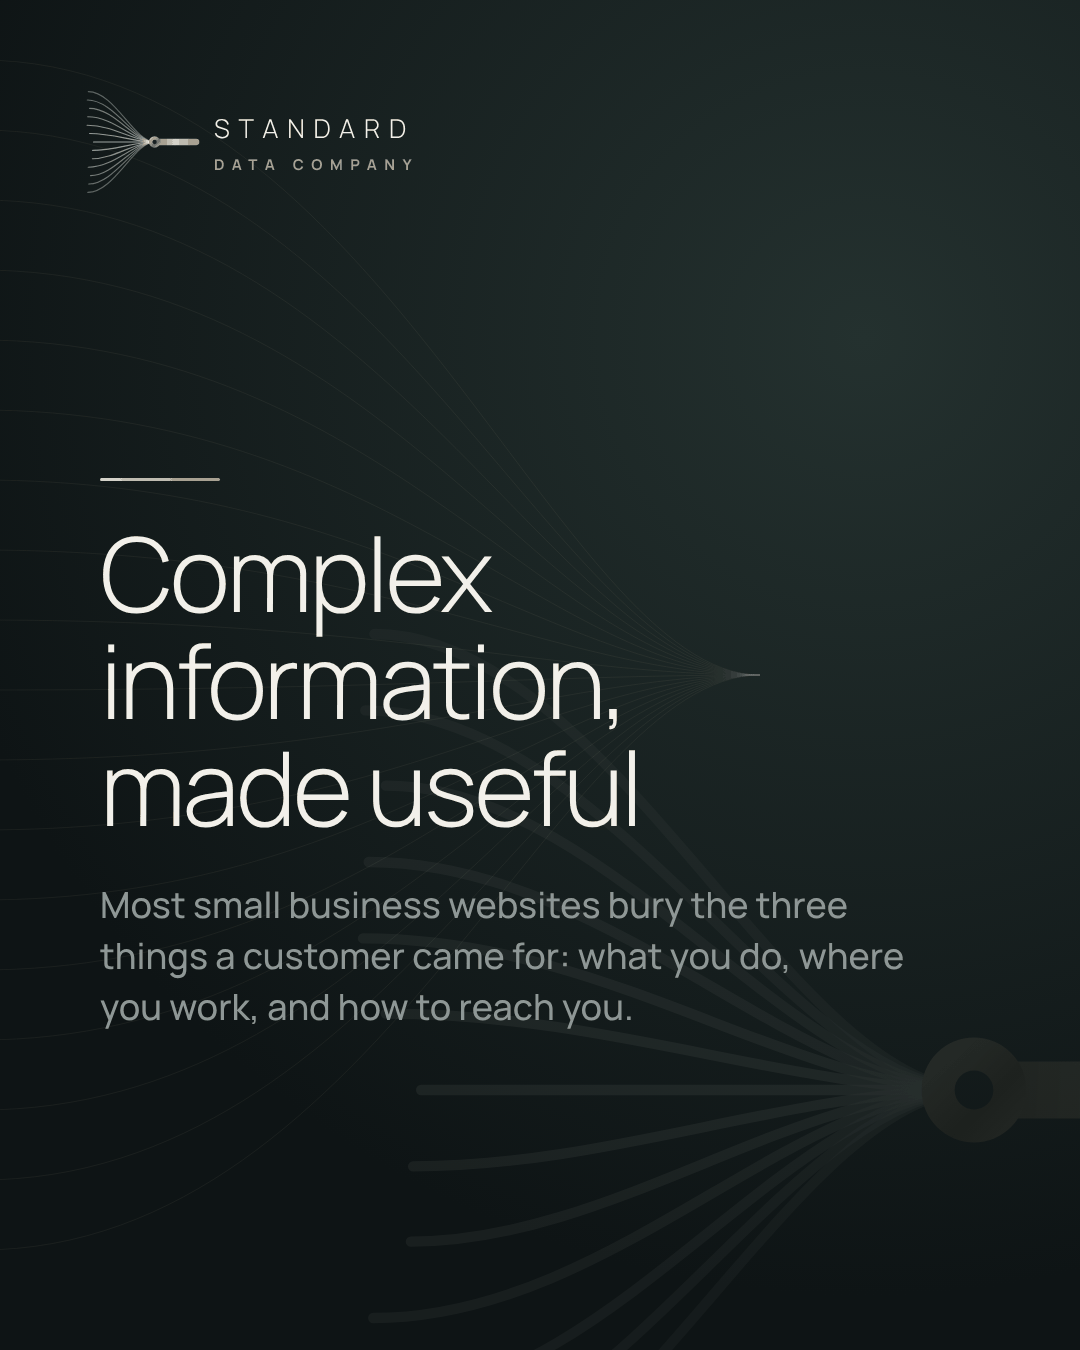 STANDARD
DATA COMPANY
Complex
information,
made useful
Most small business websites bury the three
things a customer came for: what you do, where
you work, and how to reach you.